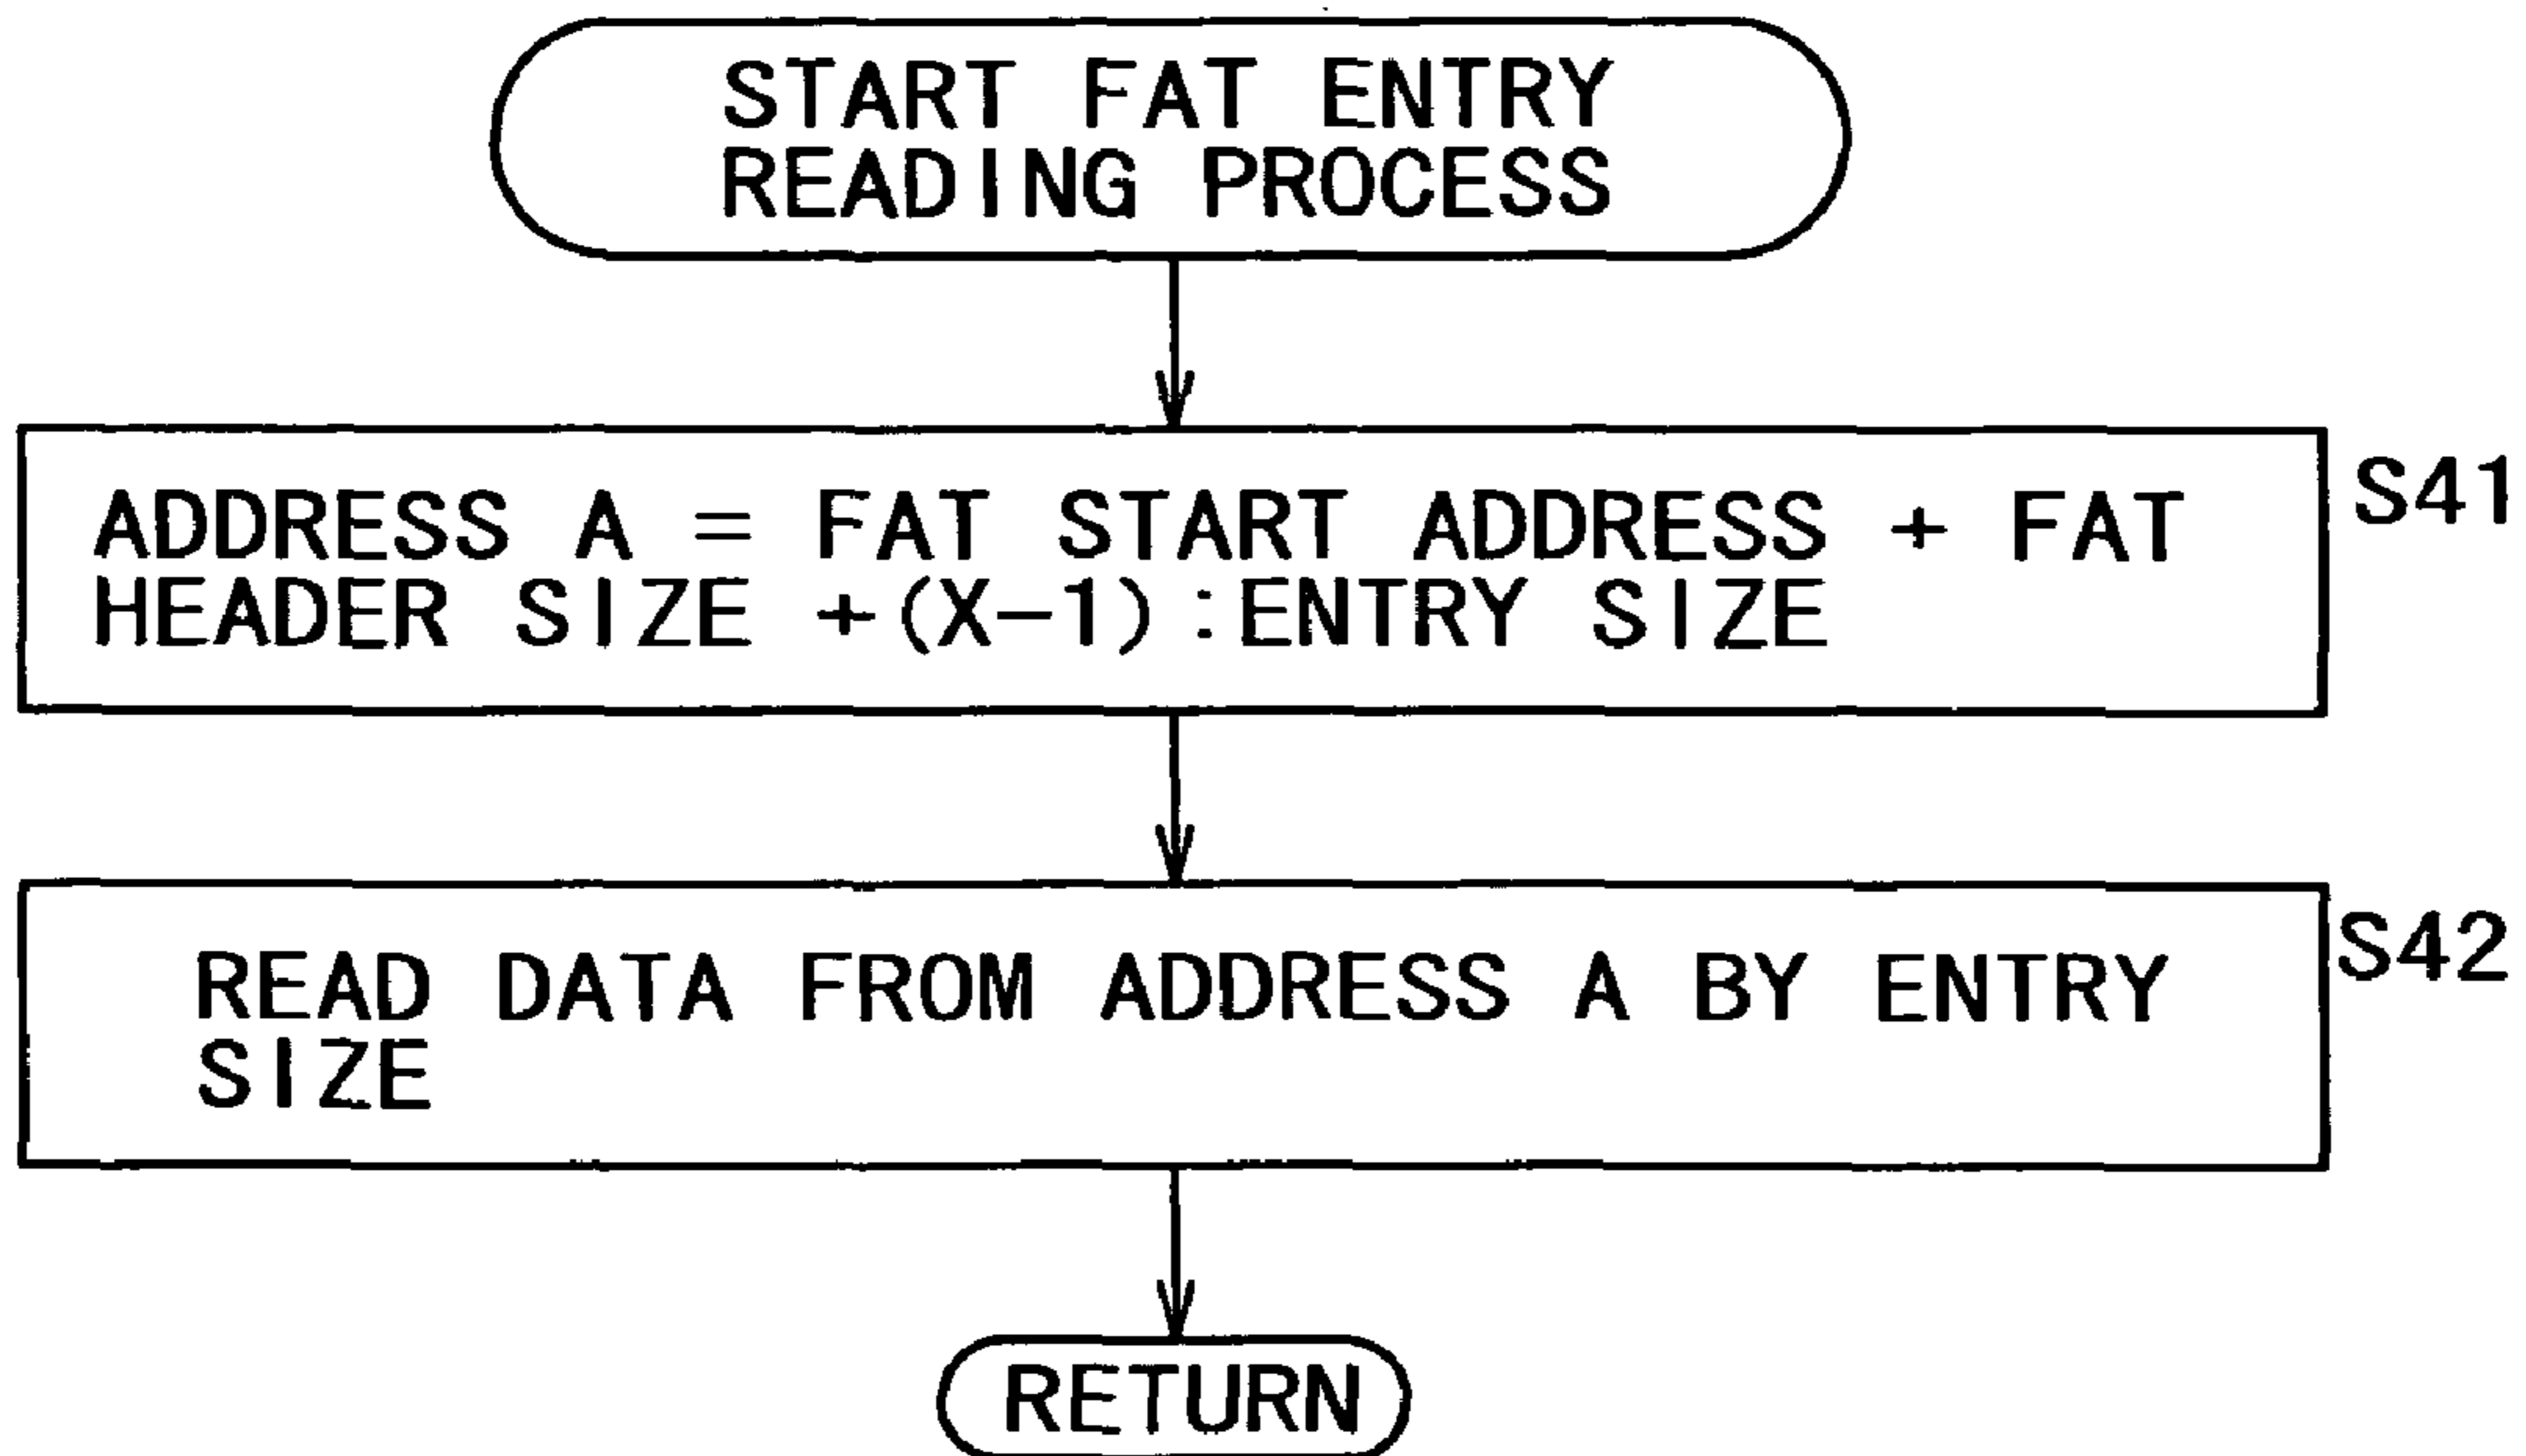 START FAT ENTRY
READING PROCESS
ADDRESS A = FAT START ADDRESS + FAT
HEADER SIZE +(X-1) :ENTRY SIZE
S41
READ DATA FROM ADDRESS A BY ENTRY
SIZE
S42
RETURN